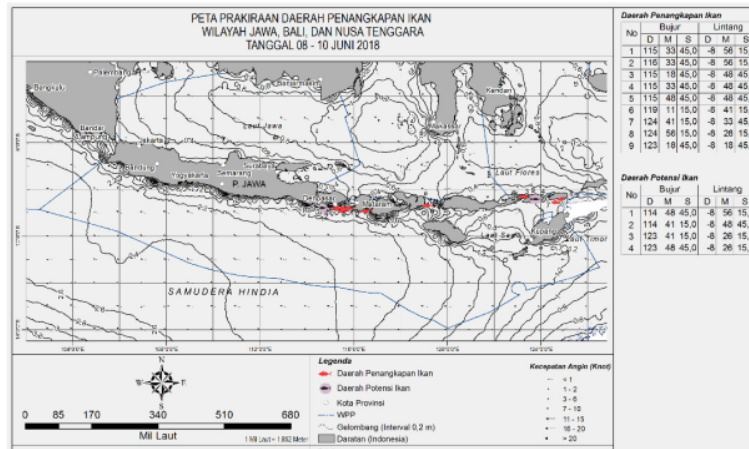 PETA PRAKIRAAN DAERAH PENANGKAPAN IKAN
WILAYAH JAWA, BALI, DAN NUSA TENGGARA
TANGGAL 08 - 10 JUNI 2018
Palembang
Bengkulu
Banjarmasin
Kendari
Bandar
Lampung
Makassar
Laut Jawa
Jakarta
Bandung
Surabaya
Semarang
Yogyakarta
P. JAWA
Laut Flores
Denpasar
Mataram
Kupang
Laut Timor
SAMUDERA HINDIA
N
S
E
0 85 170 340 510 680
Mil Laut
1 Mil Laut = 1.852 Meter
Legenda
Daerah Penangkapan Ikan
Daerah Potensi Ikan
Kota Provinsi
WPP
Gelombang (Interval 0,2 m)
Daratan (Indonesia)
Kecepatan Angin (Knot)
< 1
1 - 2
3 - 6
7 - 10
11 - 15
16 - 20
> 20
Daerah Penangkapan Ikan
No Bujur Lintang
D M S D M S
1 115 33 45,0 -8 56 15
2 116 33 45,0 -8 56 15
3 115 18 45,0 -8 48 45
4 115 33 45,0 -8 48 45
5 115 48 45,0 -8 48 45
6 119 11 15,0 -8 41 15
7 124 41 15,0 -8 33 45
8 124 56 15,0 -8 26 15
9 123 18 45,0 -8 18 45
Daerah Potensi Ikan
No Bujur Lintang
D M S D M S
1 114 48 45,0 -8 56 15
2 114 41 15,0 -8 48 45
3 123 41 15,0 -8 26 15
4 123 48 45,0 -8 26 15